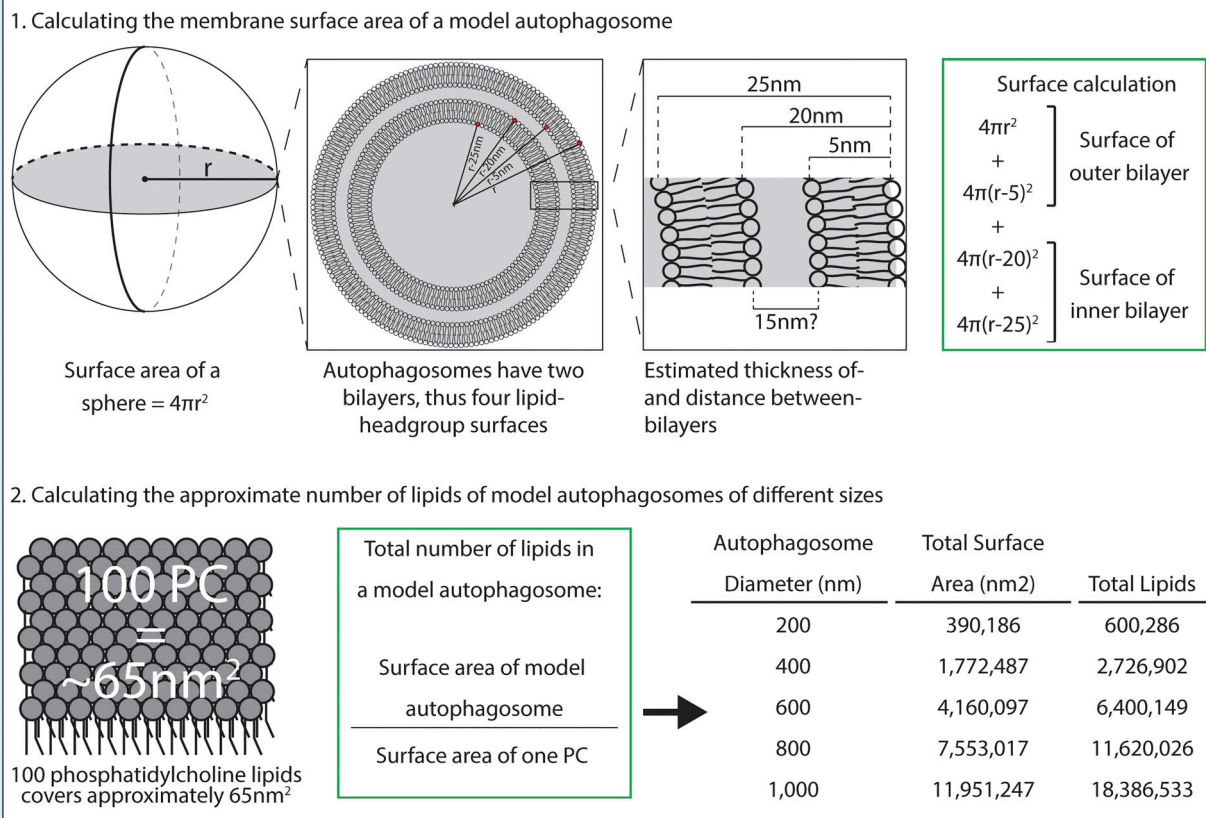 1. Calculating the membrane surface area of a model autophagosome
r
Surface area of a
sphere = 4πr²
r-25nm
r-20nm
r-5nm
r
Autophagosomes have two
bilayers, thus four lipid-
headgroup surfaces
25nm
20nm
5nm
15nm?
Estimated thickness of-
and distance between-
bilayers
Surface calculation
4πr²
+
4π(r-5)²
Surface of
outer bilayer
+
4π(r-20)²
+
4π(r-25)²
Surface of
inner bilayer
2. Calculating the approximate number of lipids of model autophagosomes of different sizes
100 PC
=
~65nm²
100 phosphatidylcholine lipids
covers approximately 65nm²
Total number of lipids in
a model autophagosome:
Surface area of model
autophagosome
Surface area of one PC
Autophagosome Total Surface
Diameter (nm) Area (nm2) Total Lipids
200 390,186 600,286
400 1,772,487 2,726,902
600 4,160,097 6,400,149
800 7,553,017 11,620,026
1,000 11,951,247 18,386,533